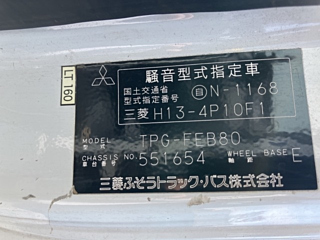 LT160
騒音型式指定車
国土交通省
型式指定番号 自N-1168
三菱 H13-4P10F1
MODEL
型式 TPG-FEB80
CHASSIS NO.
車台番号 551654 WHEEL BASE
軸距 E
三菱ふそうトラック・バス株式会社